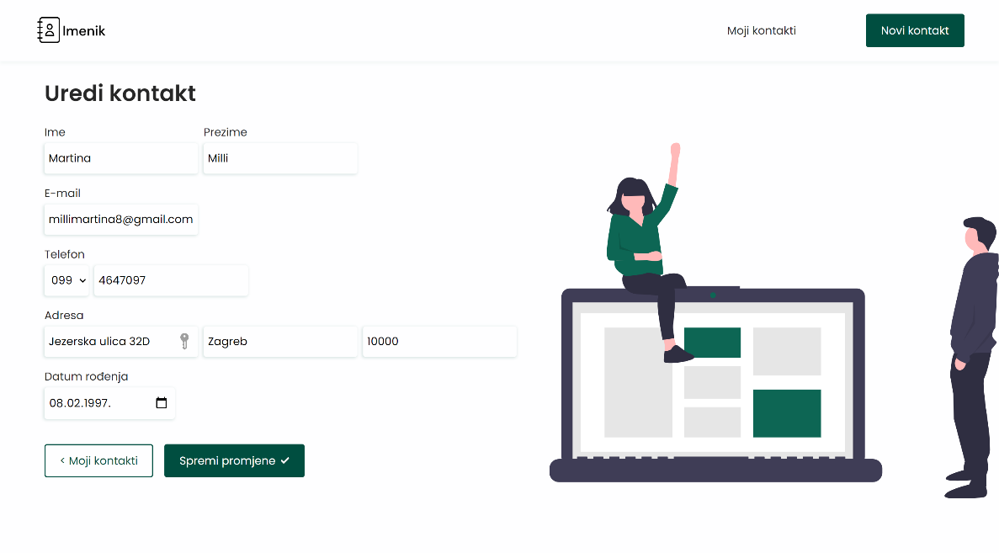 Imenik
Moji kontakti
Novi kontakt
Uredi kontakt
Ime Prezime
Martina Milli
E-mail
millimartina8@gmail.com
Telefon
099 4647097
Adresa
Jezerska ulica 32D Zagreb 10000
Datum rođenja
08.02.1997.
< Moji kontakti Spremi promjene